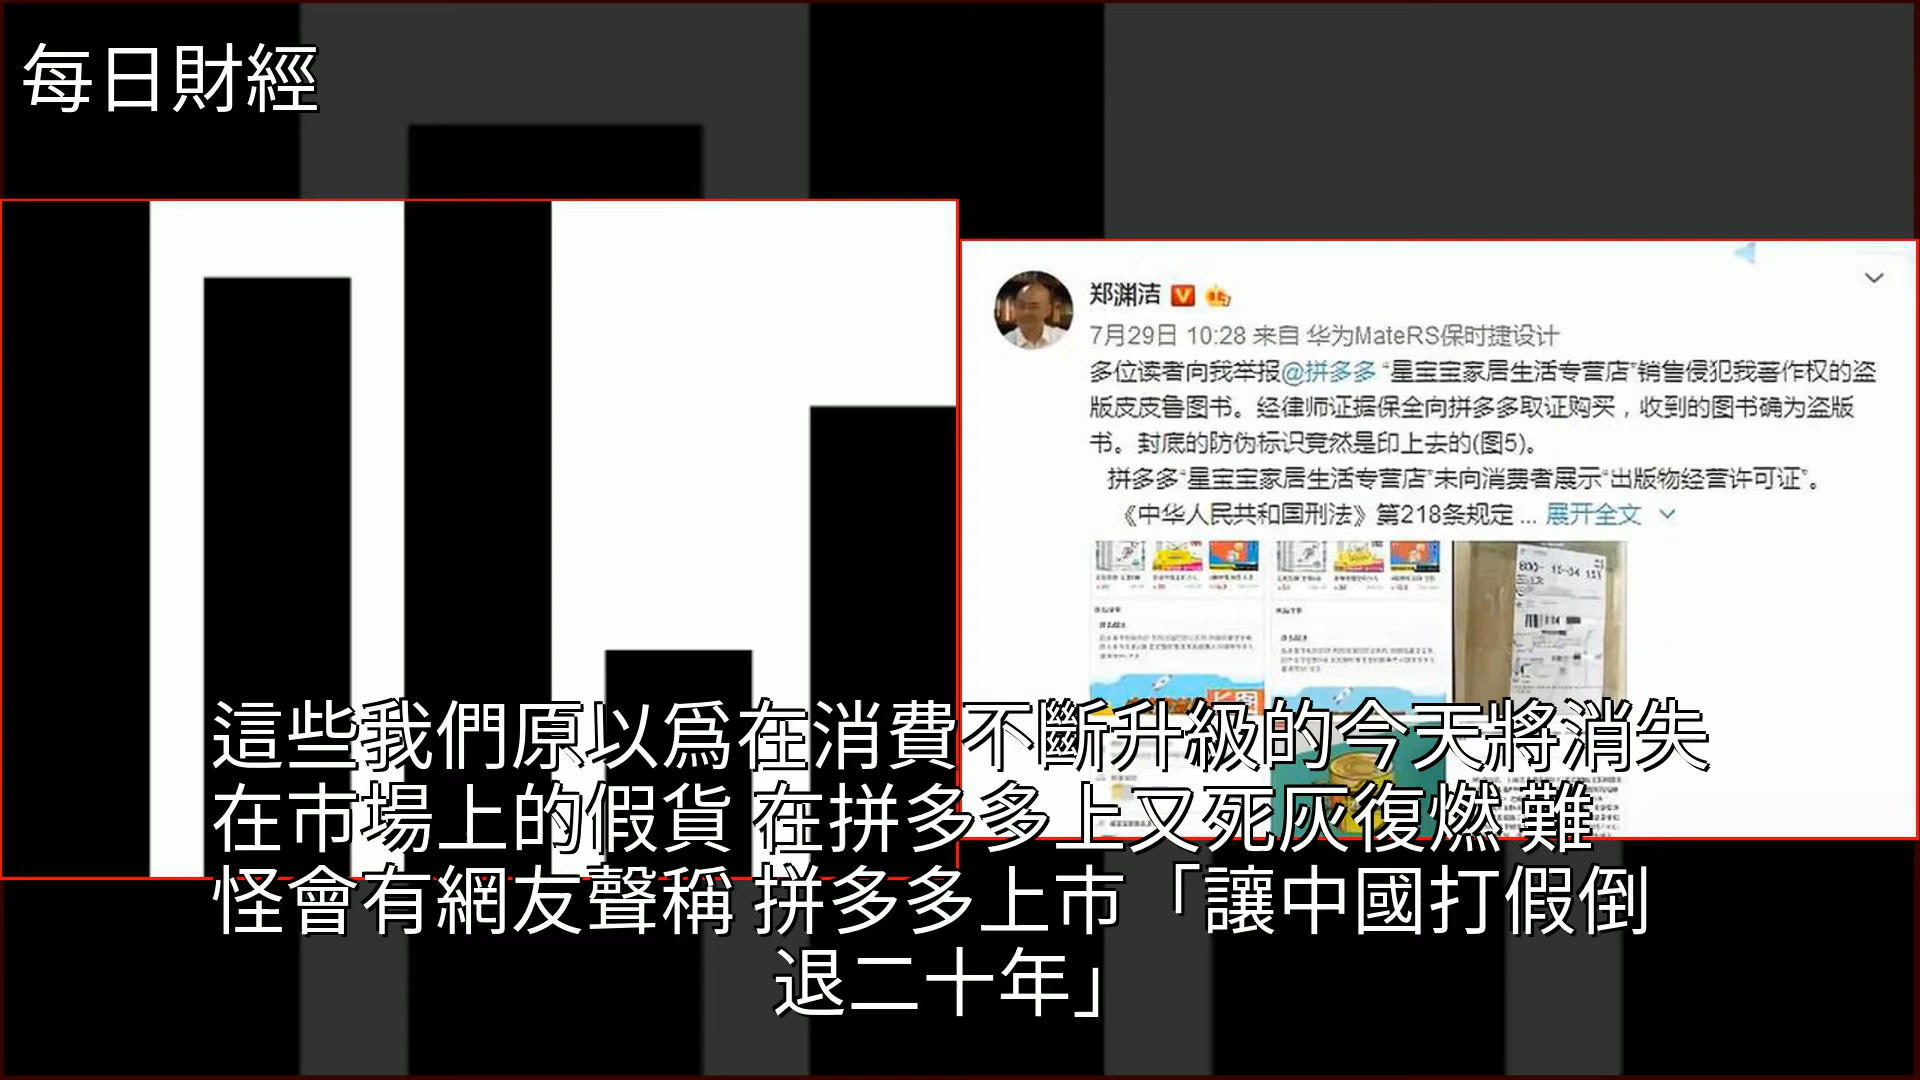 每日財經
郑渊洁
7月29日 10:28 来自 华为MateRS保时捷设计
多位读者向我举报@拼多多 “星宝宝家居生活专营店”销售侵犯我著作权的盗
版皮皮鲁图书。经律师证据保全向拼多多取证购买，收到的图书确为盗版
书。封底的防伪标识竟然是印上去的(图5)。
拼多多“星宝宝家居生活专营店”未向消费者展示“出版物经营许可证”。
《中华人民共和国刑法》第218条规定 ... 展开全文
這些我們原以爲在消費不斷升級的今天將消失
在市場上的假貨 在拼多多上又死灰復燃 難
怪會有網友聲稱 拼多多上市「讓中國打假倒
退二十年」